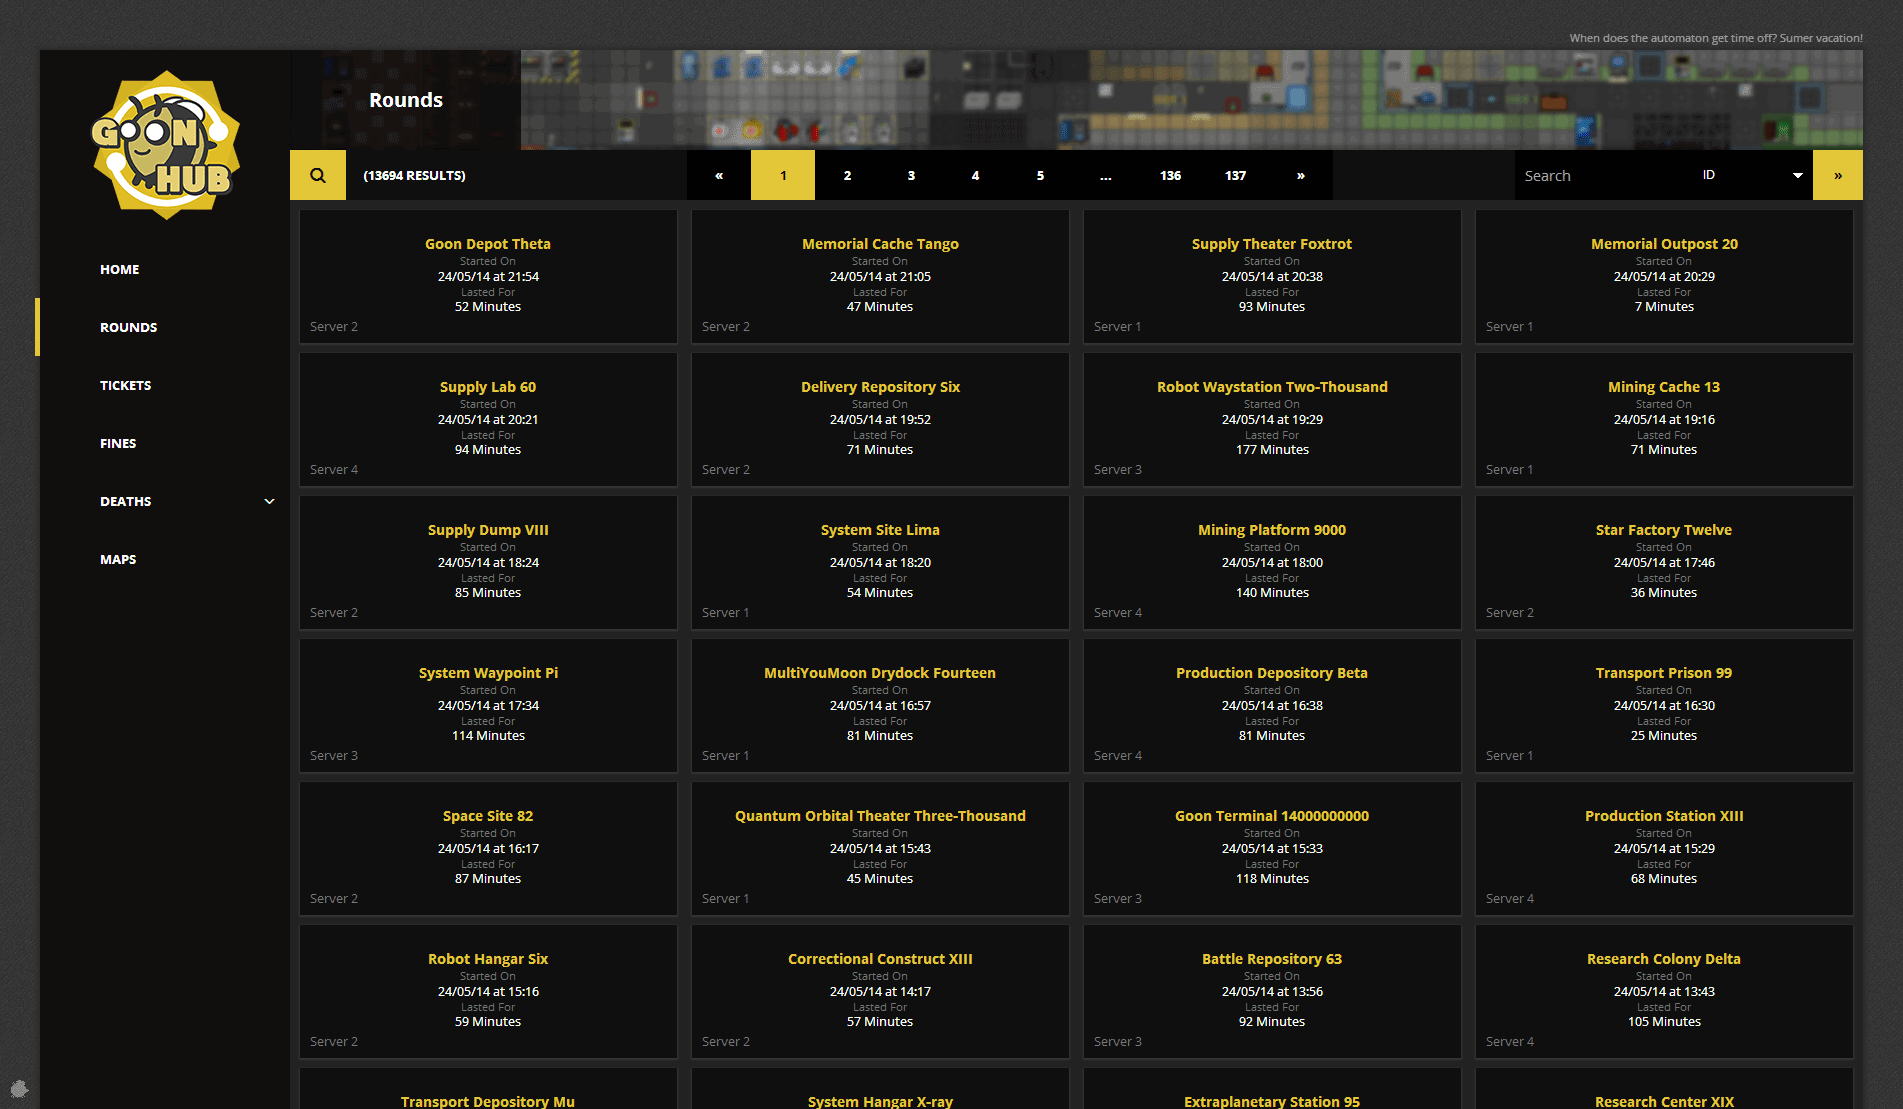 When does the automaton get time off? Sumer vacation!
GOON
HUB
Rounds
(13694 RESULTS)
« 1 2 3 4 5 ... 136 137 »
Search ID »
HOME
ROUNDS
TICKETS
FINES
DEATHS
MAPS
Goon Depot Theta
Started On
24/05/14 at 21:54
Lasted For
52 Minutes
Server 2
Memorial Cache Tango
Started On
24/05/14 at 21:05
Lasted For
47 Minutes
Server 2
Supply Theater Foxtrot
Started On
24/05/14 at 20:38
Lasted For
93 Minutes
Server 1
Memorial Outpost 20
Started On
24/05/14 at 20:29
Lasted For
7 Minutes
Server 1
Supply Lab 60
Started On
24/05/14 at 20:21
Lasted For
94 Minutes
Server 4
Delivery Repository Six
Started On
24/05/14 at 19:52
Lasted For
71 Minutes
Server 2
Robot Waystation Two-Thousand
Started On
24/05/14 at 19:29
Lasted For
177 Minutes
Server 3
Mining Cache 13
Started On
24/05/14 at 19:16
Lasted For
71 Minutes
Server 1
Supply Dump VIII
Started On
24/05/14 at 18:24
Lasted For
85 Minutes
Server 2
System Site Lima
Started On
24/05/14 at 18:20
Lasted For
54 Minutes
Server 1
Mining Platform 9000
Started On
24/05/14 at 18:00
Lasted For
140 Minutes
Server 4
Star Factory Twelve
Started On
24/05/14 at 17:46
Lasted For
36 Minutes
Server 2
System Waypoint Pi
Started On
24/05/14 at 17:34
Lasted For
114 Minutes
Server 3
MultiYouMoon Drydock Fourteen
Started On
24/05/14 at 16:57
Lasted For
81 Minutes
Server 1
Production Depository Beta
Started On
24/05/14 at 16:38
Lasted For
81 Minutes
Server 4
Transport Prison 99
Started On
24/05/14 at 16:30
Lasted For
25 Minutes
Server 1
Space Site 82
Started On
24/05/14 at 16:17
Lasted For
87 Minutes
Server 2
Quantum Orbital Theater Three-Thousand
Started On
24/05/14 at 15:43
Lasted For
45 Minutes
Server 1
Goon Terminal 14000000000
Started On
24/05/14 at 15:33
Lasted For
118 Minutes
Server 3
Production Station XIII
Started On
24/05/14 at 15:29
Lasted For
68 Minutes
Server 4
Robot Hangar Six
Started On
24/05/14 at 15:16
Lasted For
59 Minutes
Server 2
Correctional Construct XIII
Started On
24/05/14 at 14:17
Lasted For
57 Minutes
Server 2
Battle Repository 63
Started On
24/05/14 at 13:56
Lasted For
92 Minutes
Server 3
Research Colony Delta
Started On
24/05/14 at 13:43
Lasted For
105 Minutes
Server 4
Transport Depository Mu
System Hangar X-ray
Extraplanetary Station 95
Research Center XIX